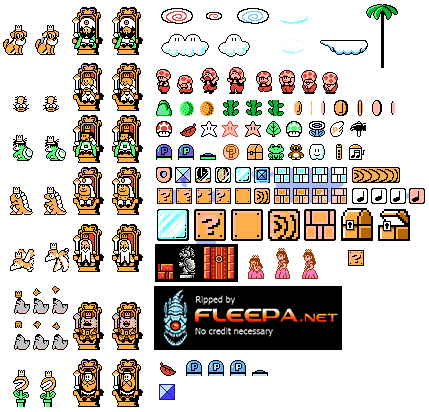 P P
?
?
?
?
Ripped by
FLEEPA.NET
No credit necessary
P P P